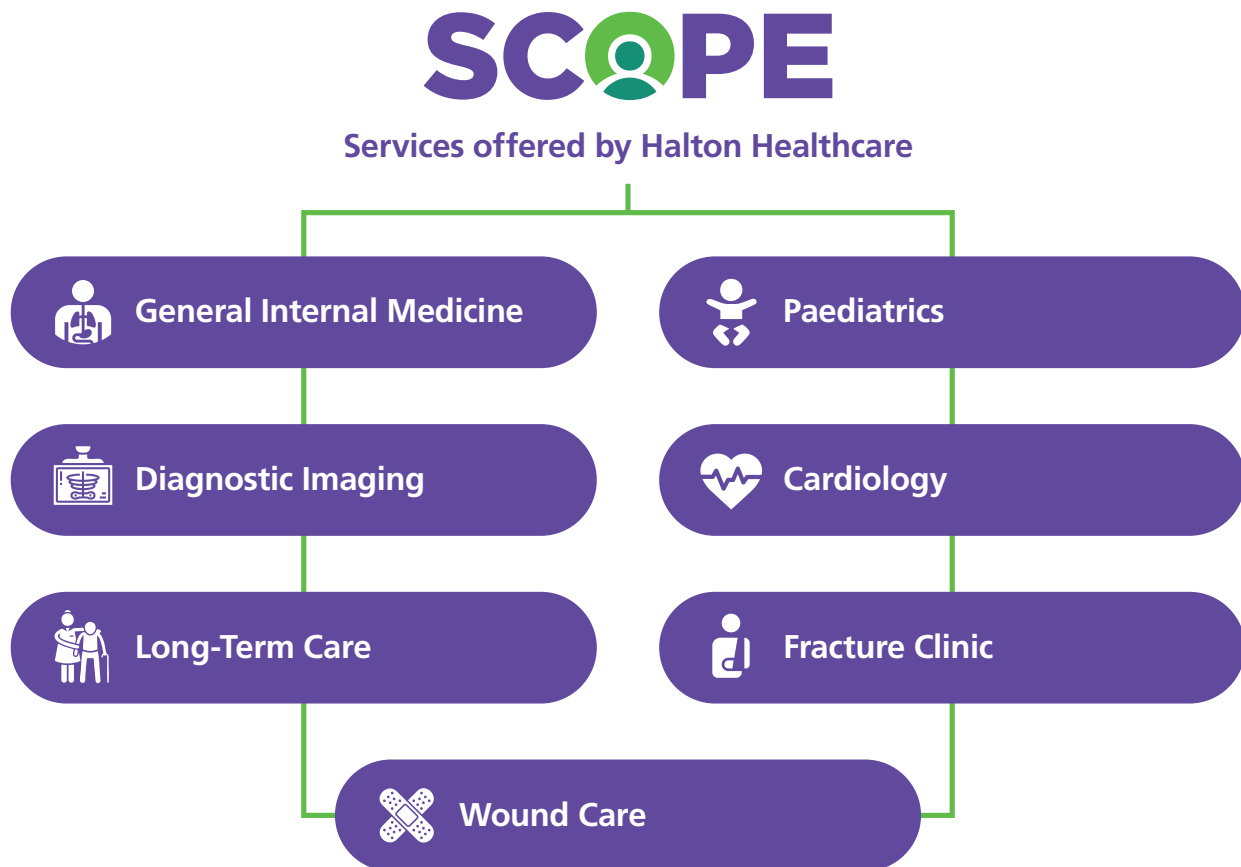 SCOPE
Services offered by Halton Healthcare
General Internal Medicine
Paediatrics
Diagnostic Imaging
Cardiology
Long-Term Care
Fracture Clinic
Wound Care